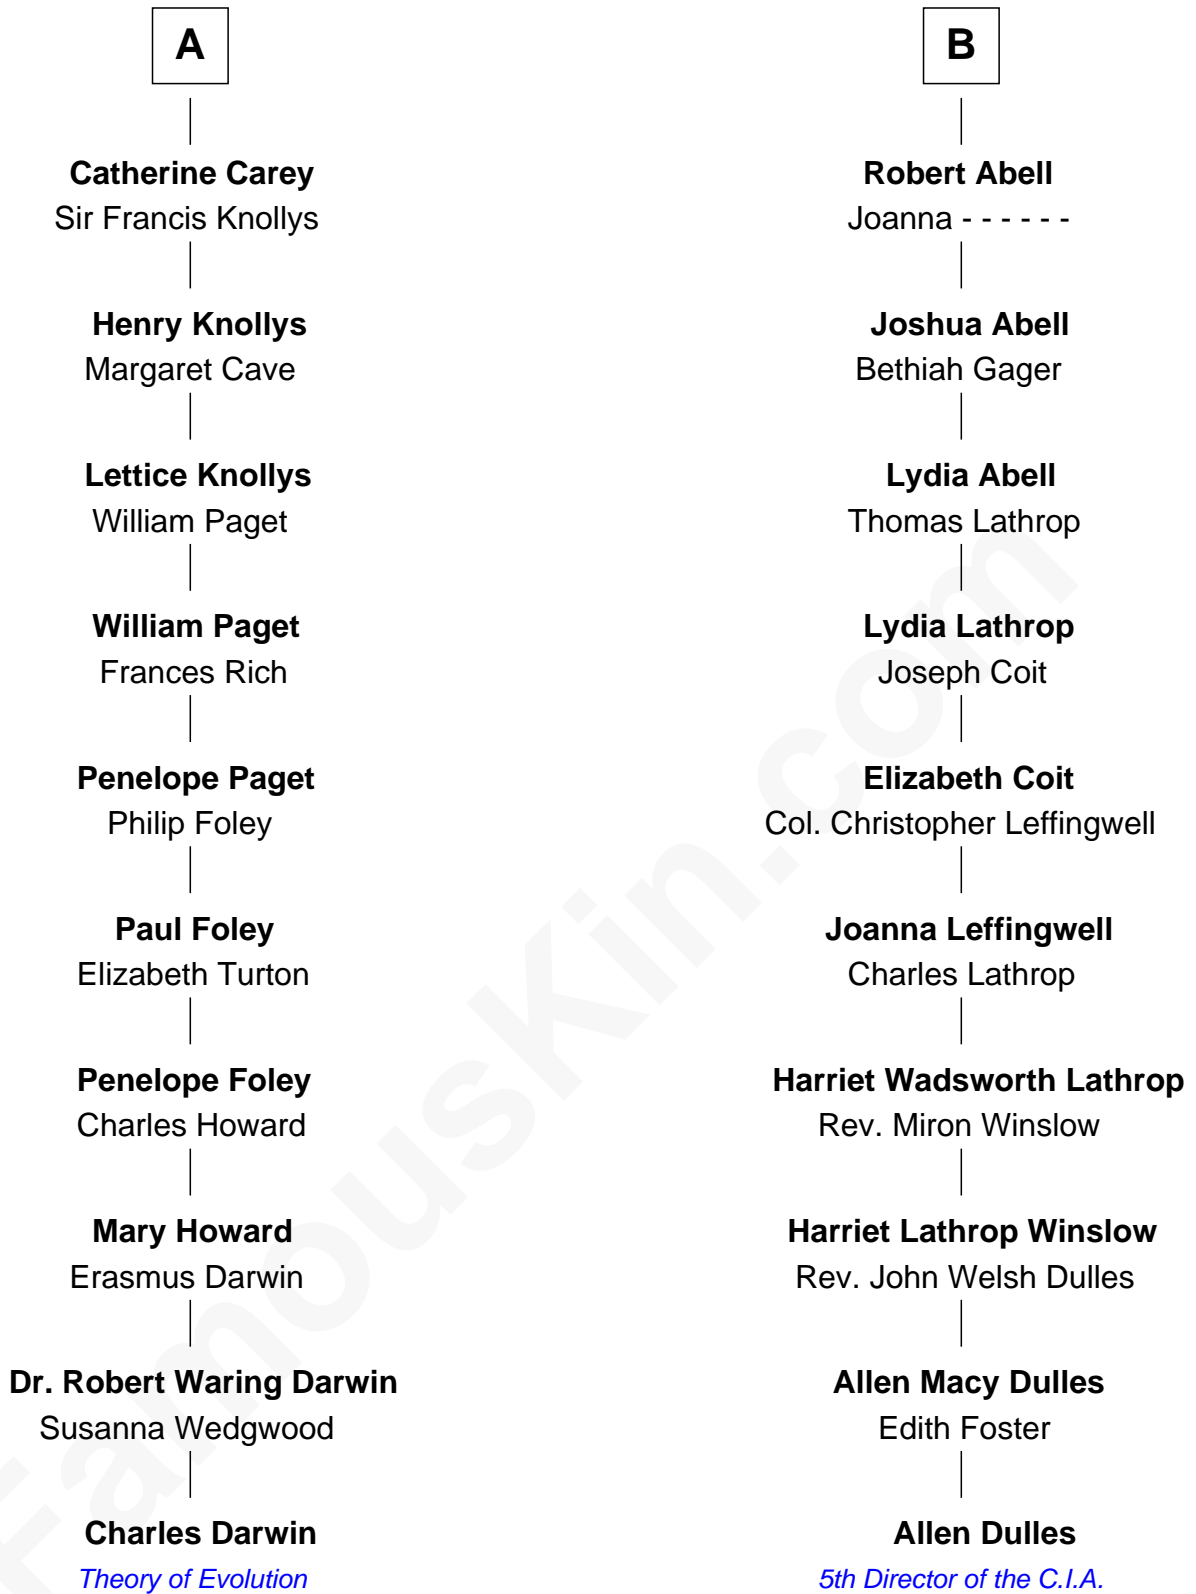 A
Catherine Carey
Sir Francis Knollys
Henry Knollys
Margaret Cave
Lettice Knollys
William Paget
William Paget
Frances Rich
Penelope Paget
Philip Foley
Paul Foley
Elizabeth Turton
Penelope Foley
Charles Howard
Mary Howard
Erasmus Darwin
Dr. Robert Waring Darwin
Susanna Wedgwood
Charles Darwin
Theory of Evolution
B
Robert Abell
Joanna - - - - - -
Joshua Abell
Bethiah Gager
Lydia Abell
Thomas Lathrop
Lydia Lathrop
Joseph Coit
Elizabeth Coit
Col. Christopher Leffingwell
Joanna Leffingwell
Charles Lathrop
Harriet Wadsworth Lathrop
Rev. Miron Winslow
Harriet Lathrop Winslow
Rev. John Welsh Dulles
Allen Macy Dulles
Edith Foster
Allen Dulles
5th Director of the C.I.A.
FamousKin.com